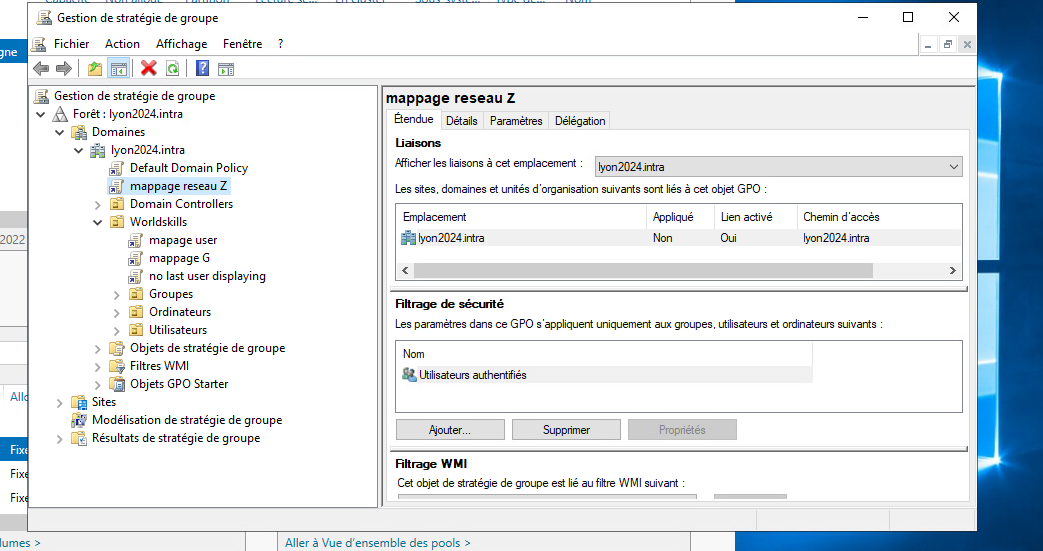 Gestion de stratégie de groupe
Fichier Action Affichage Fenêtre ?
gne
Gestion de stratégie de groupe
Forêt : lyon2024.intra
Domaines
lyon2024.intra
Default Domain Policy
mappage reseau Z
Domain Controllers
Worldskills
mapage user
mappage G
no last user displaying
Groupes
Ordinateurs
Utilisateurs
Objets de stratégie de groupe
Filtres WMI
Objets GPO Starter
Sites
Modélisation de stratégie de groupe
Résultats de stratégie de groupe
mappage reseau Z
Étendue Détails Paramètres Délégation
Liaisons
Afficher les liaisons à cet emplacement : lyon2024.intra
Les sites, domaines et unités d'organisation suivants sont liés à cet objet GPO :
Emplacement Appliqué Lien activé Chemin d'accès
lyon2024.intra Non Oui lyon2024.intra
Filtrage de sécurité
Les paramètres dans ce GPO s'appliquent uniquement aux groupes, utilisateurs et ordinateurs suivants :
Nom
Utilisateurs authentifiés
Ajouter... Supprimer Propriétés
Filtrage WMI
Cet objet de stratégie de groupe est lié au filtre WMI suivant :
2022
Allo
Fixe
Fixe
Fixe
lumes >
Aller à Vue d'ensemble des pools >